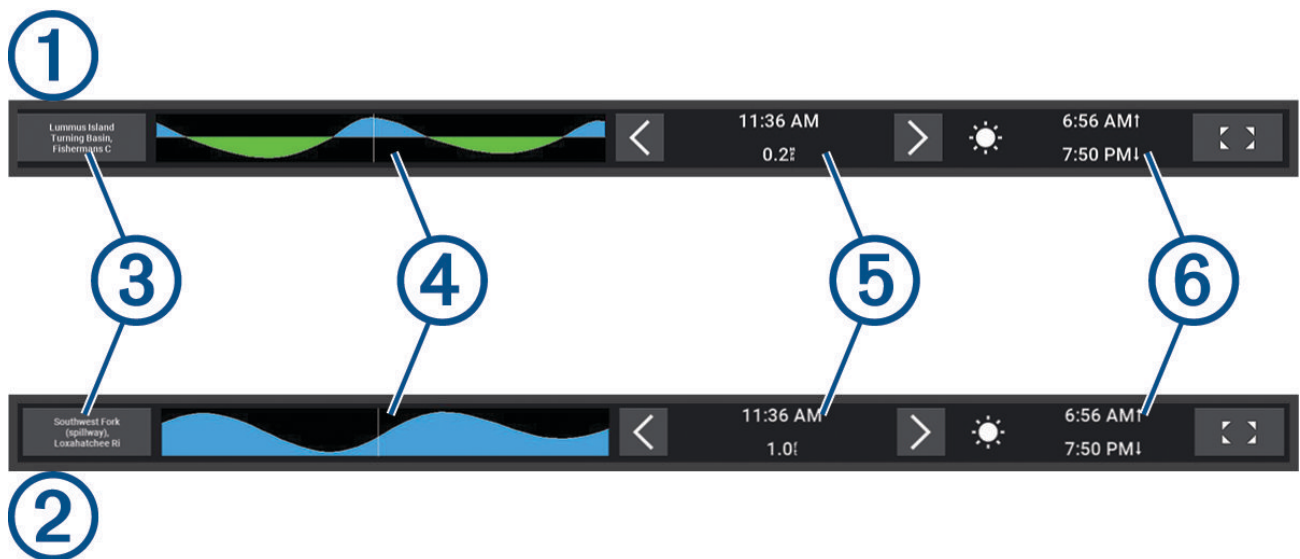 1
Lummus Island
Turning Basin,
Fishermans C
11:36 AM
0.2
6:56 AM↑
7:50 PM↓
3
4
5
6
Southwest Fork
(spillway),
Loxahatchee Ri
11:36 AM
1.0
6:56 AM↑
7:50 PM↓
2